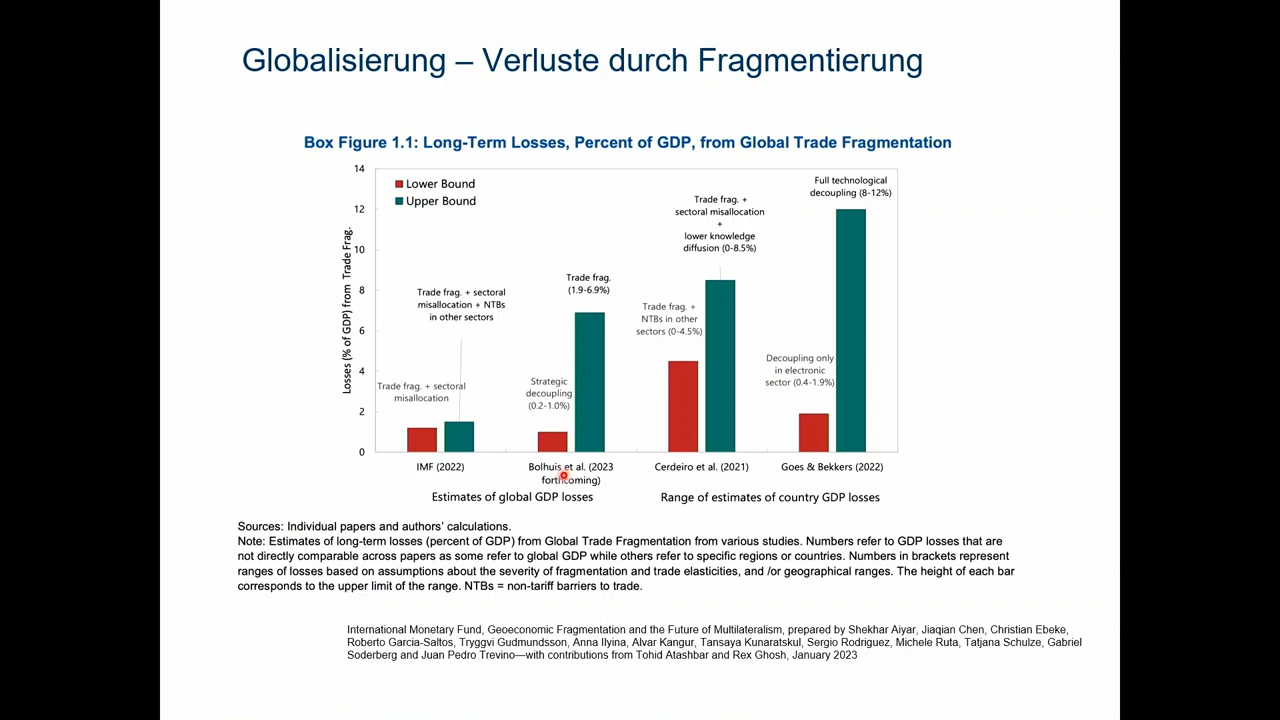 Globalisierung – Verluste durch Fragmentierung
Box Figure 1.1: Long-Term Losses, Percent of GDP, from Global Trade Fragmentation
Losses (% of GDP) from Trade Frag.
14
12
10
8
6
4
2
0
Lower Bound
Upper Bound
Trade frag. + sectoral
misallocation
Trade frag. + sectoral
misallocation + NTBs
in other sectors
Strategic
decoupling
(0.2-1.0%)
Trade frag.
(1.9-6.9%)
Trade frag. +
NTBs in other
sectors (0-4.5%)
Trade frag. +
sectoral misallocation
+
lower knowledge
diffusion (0-8.5%)
Decoupling only
in electronic
sector (0.4-1.9%)
Full technological
decoupling (8-12%)
IMF (2022)
Bolhuis et al. (2023
forthcoming)
Cerdeiro et al. (2021)
Goes & Bekkers (2022)
Estimates of global GDP losses
Range of estimates of country GDP losses
Sources: Individual papers and authors' calculations.
Note: Estimates of long-term losses (percent of GDP) from Global Trade Fragmentation from various studies. Numbers refer to GDP losses that are
not directly comparable across papers as some refer to global GDP while others refer to specific regions or countries. Numbers in brackets represent
ranges of losses based on assumptions about the severity of fragmentation and trade elasticities, and /or geographical ranges. The height of each bar
corresponds to the upper limit of the range. NTBs = non-tariff barriers to trade.
International Monetary Fund, Geoeconomic Fragmentation and the Future of Multilateralism, prepared by Shekhar Aiyar, Jiaqian Chen, Christian Ebeke,
Roberto Garcia-Saltos, Tryggvi Gudmundsson, Anna Ilyina, Alvar Kangur, Tansaya Kunaratskul, Sergio Rodriguez, Michele Ruta, Tatjana Schulze, Gabriel
Soderberg and Juan Pedro Trevino—with contributions from Tohid Atashbar and Rex Ghosh, January 2023